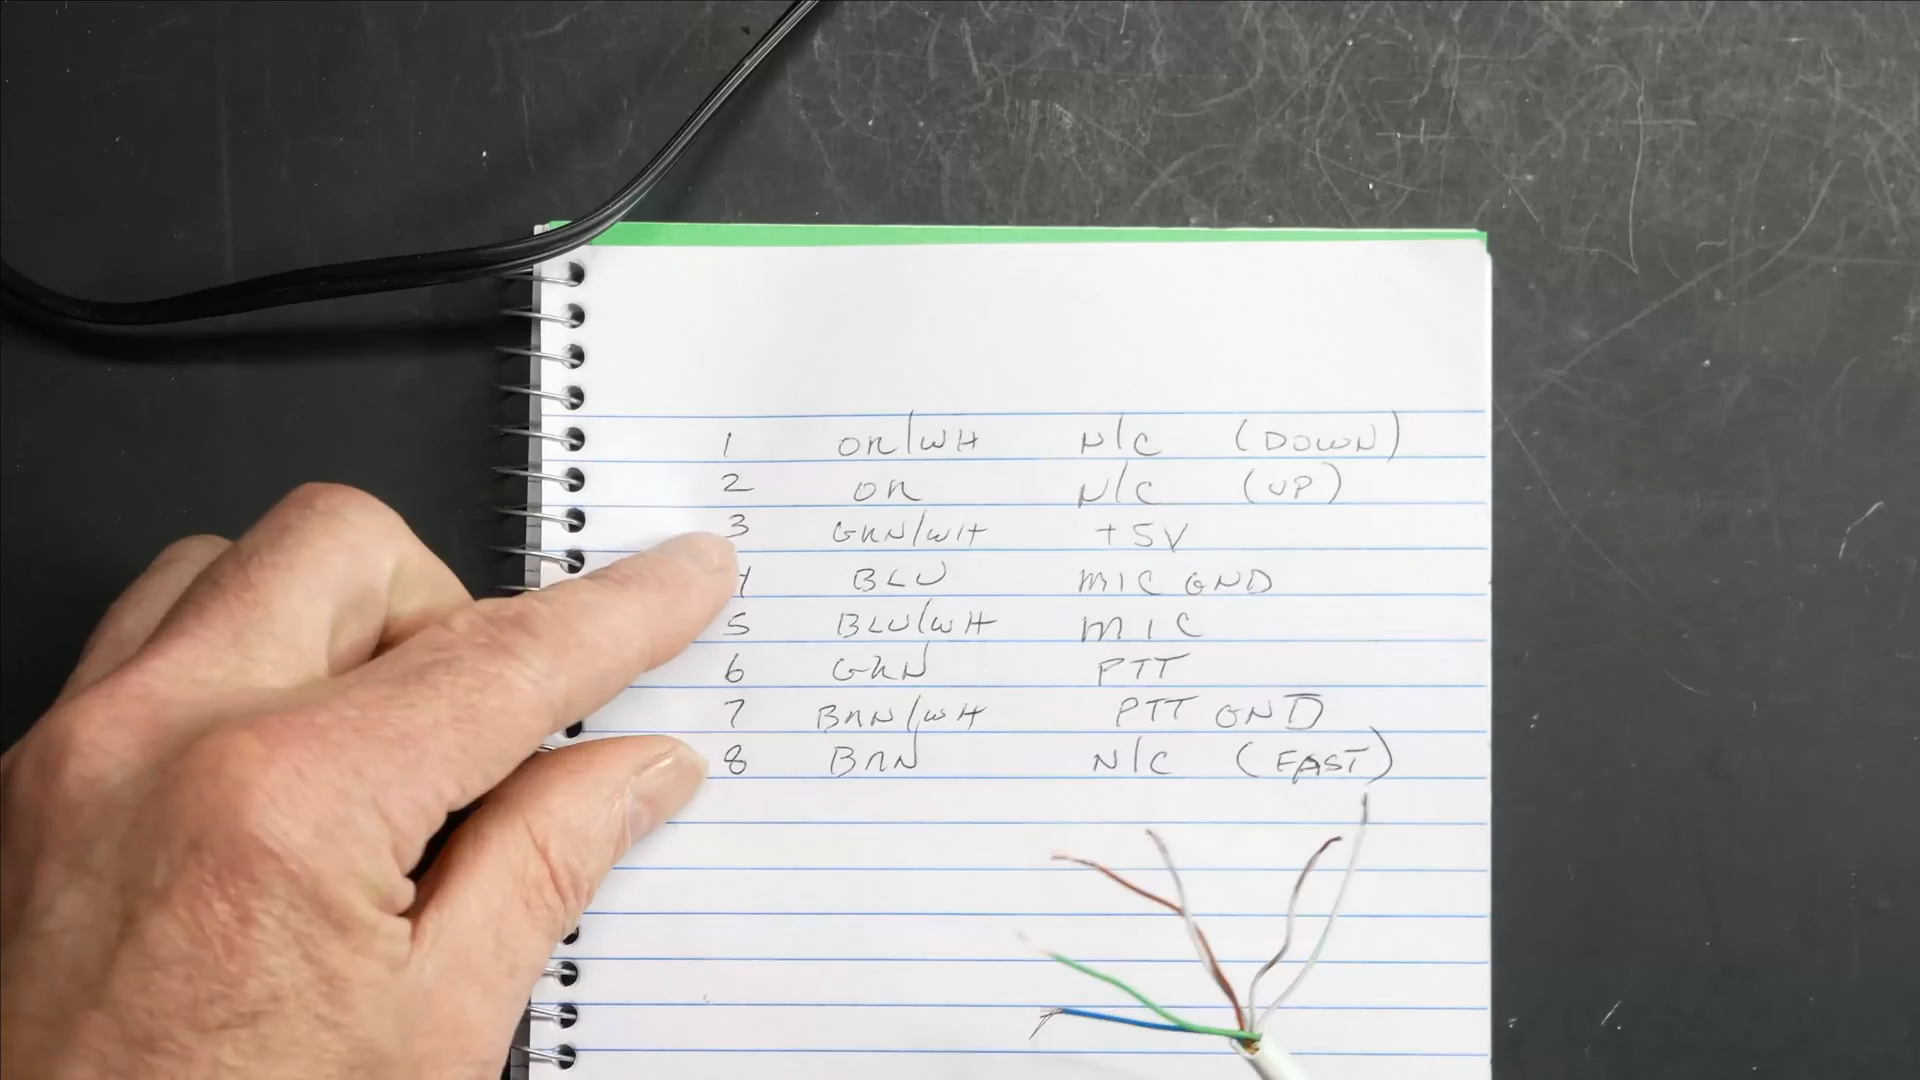 1 OR/WH N/C (DOWN)
2 OR N/C (UP)
3 GRN/WH +5V
4 BLU MIC GND
5 BLU/WH MIC
6 GRN PTT
7 BRN/WH PTT GND
8 BRN N/C (FAST)